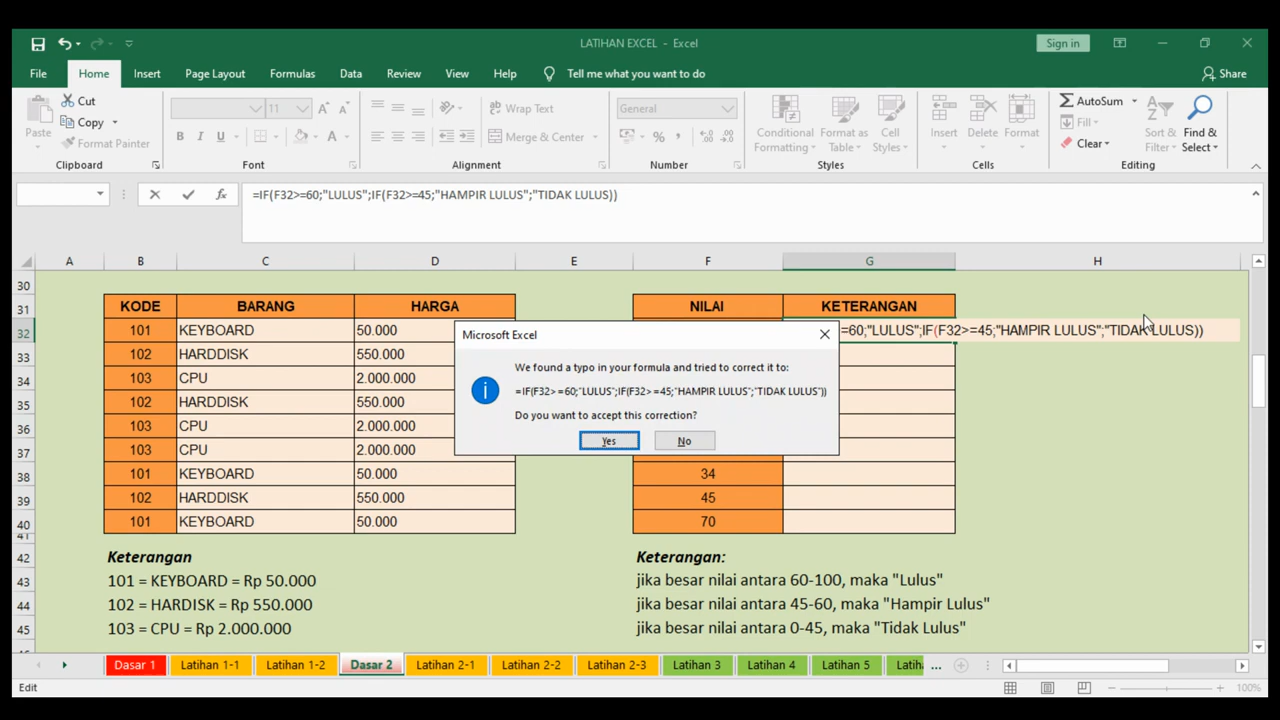 LATIHAN EXCEL - Excel
Sign in
File Home Insert Page Layout Formulas Data Review View Help Tell me what you want to do Share
Paste
Cut
Copy
Format Painter
Clipboard
11
B I U
Font
Wrap Text
Merge & Center
Alignment
General
Number
Conditional Formatting
Format as Table
Cell Styles
Styles
Insert Delete Format
Cells
AutoSum
Fill
Clear
Sort & Filter
Find & Select
Editing
=IF(F32>=60;"LULUS";IF(F32>=45;"HAMPIR LULUS";"TIDAK LULUS))
A B C D E F G H
30
31 KODE BARANG HARGA NILAI KETERANGAN
32 101 KEYBOARD 50.000 =60;"LULUS";IF(F32>=45;"HAMPIR LULUS";"TIDAK LULUS))
33 102 HARDDISK 550.000
34 103 CPU 2.000.000
35 102 HARDDISK 550.000
36 103 CPU 2.000.000
37 103 CPU 2.000.000
38 101 KEYBOARD 50.000 34
39 102 HARDDISK 550.000 45
40 101 KEYBOARD 50.000 70
41
Microsoft Excel
We found a typo in your formula and tried to correct it to:
=IF(F32>=60;"LULUS";IF(F32>=45;"HAMPIR LULUS";"TIDAK LULUS"))
Do you want to accept this correction?
Yes No
42 Keterangan Keterangan:
43 101 = KEYBOARD = Rp 50.000 jika besar nilai antara 60-100, maka "Lulus"
44 102 = HARDISK = Rp 550.000 jika besar nilai antara 45-60, maka "Hampir Lulus"
45 103 = CPU = Rp 2.000.000 jika besar nilai antara 0-45, maka "Tidak Lulus"
Dasar 1 Latihan 1-1 Latihan 1-2 Dasar 2 Latihan 2-1 Latihan 2-2 Latihan 2-3 Latihan 3 Latihan 4 Latihan 5 Latih ...
Edit
100%